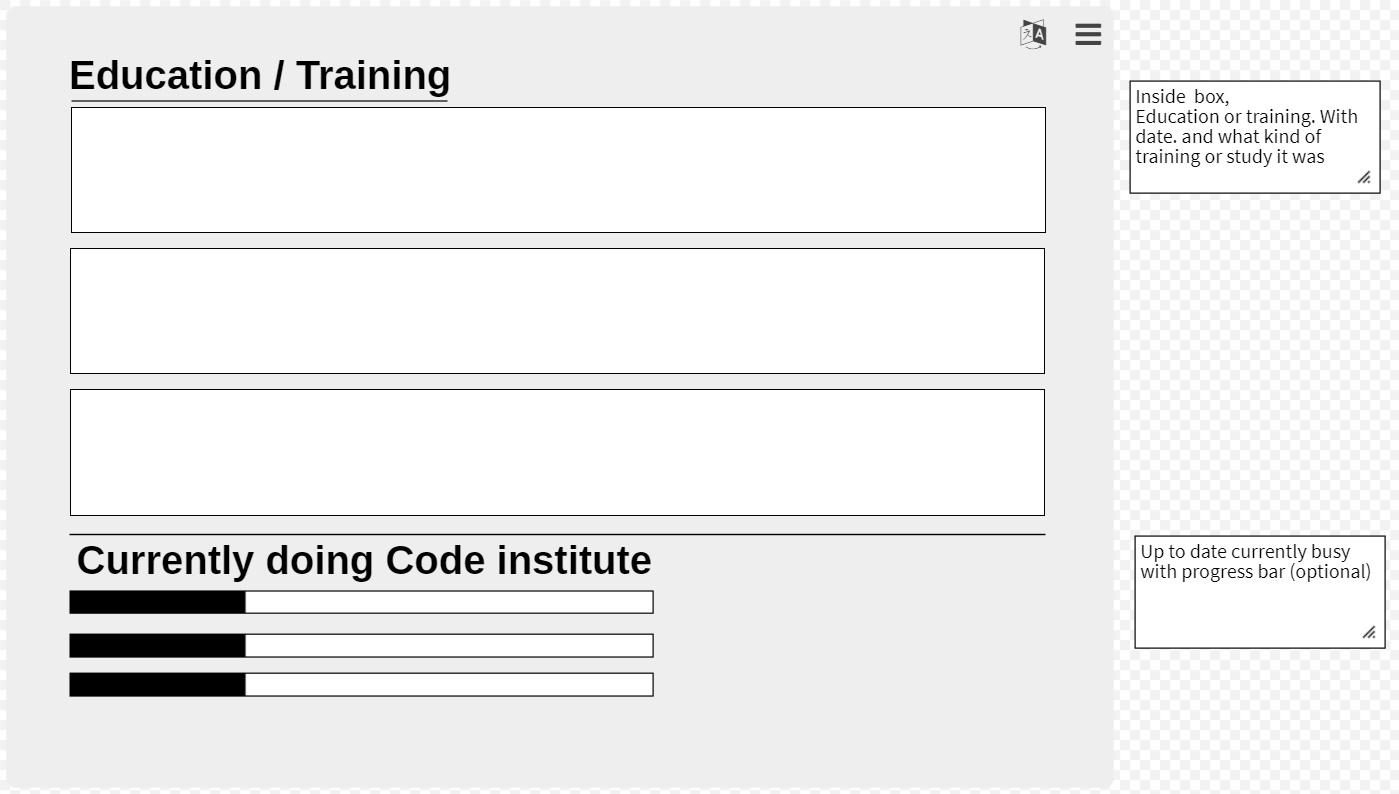 Education / Training
Inside  box,
Education or training. With
date. and what kind of
training or study it was
Currently doing Code institute
Up to date currently busy
with progress bar (optional)